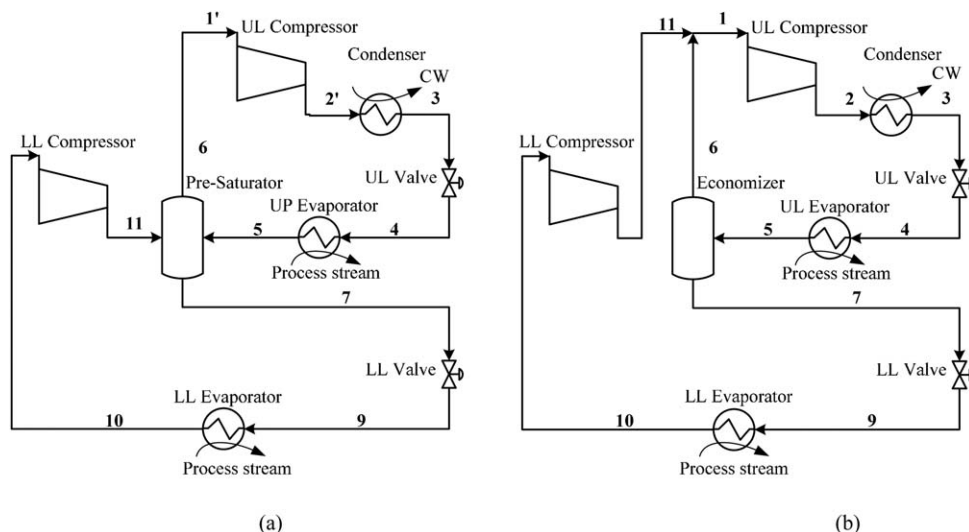 1'
UL Compressor
Condenser
CW
2'
3
LL Compressor
6
Pre-Saturator
UL Valve
11
UP Evaporator
5
4
Process stream
7
LL Valve
LL Evaporator
10
9
Process stream
(a)
11
1
UL Compressor
Condenser
CW
2
3
LL Compressor
6
Economizer
UL Valve
UL Evaporator
5
4
Process stream
7
LL Valve
LL Evaporator
10
9
Process stream
(b)